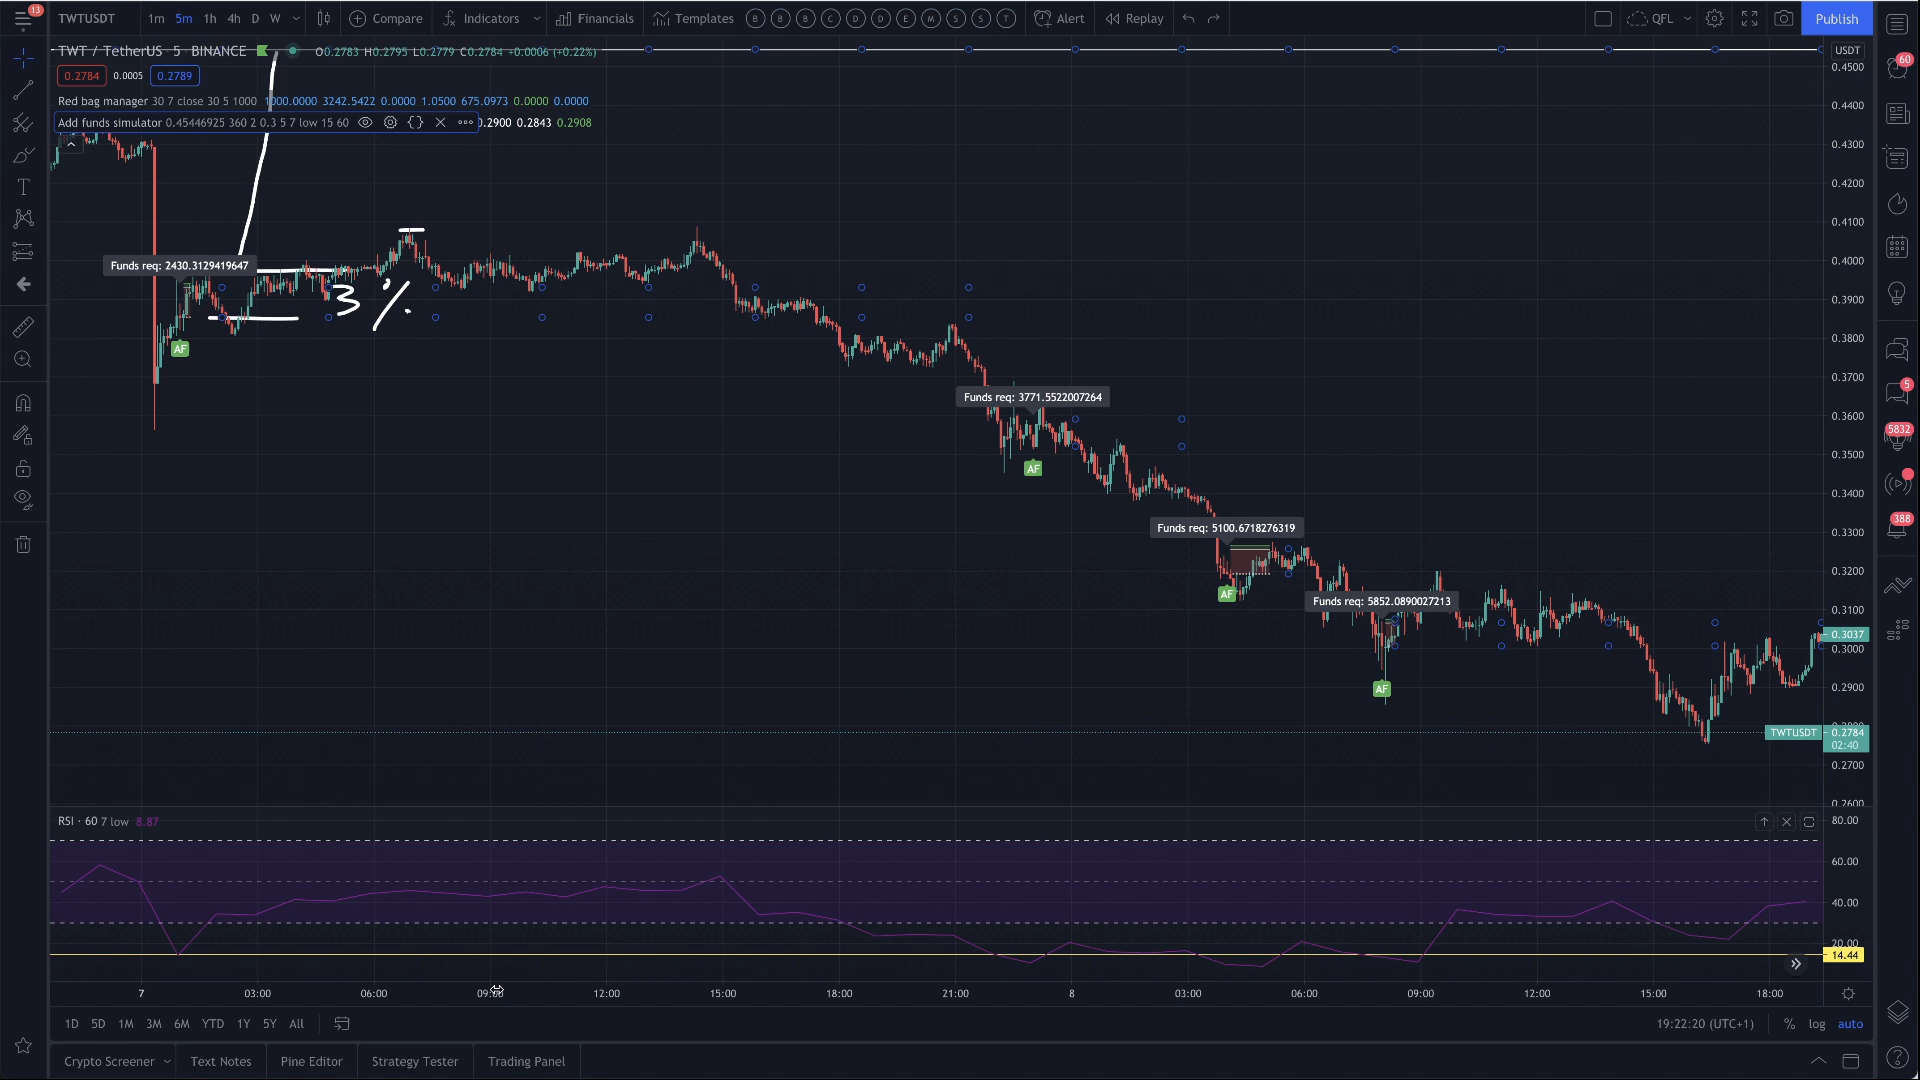 13
TWTUSDT 1m 5m 1h 4h D W Compare Indicators Financials Templates B B B C D D E M S S T Alert Replay QFL Publish
TWT / TetherUS · 5 · BINANCE O0.2783 H0.2795 L0.2779 C0.2784 +0.0006 (+0.22%)
0.2784 0.0005 0.2789
Red bag manager 30 7 close 30 5 1000 1000.0000 3242.5422 0.0000 1.0500 675.0973 0.0000 0.0000
Add funds simulator 0.45446925 360 2 0.3 5 7 low 15 60 0.2900 0.2843 0.2908
USDT
0.4500
0.4400
0.4300
0.4200
0.4100
0.4000
0.3900
0.3800
0.3700
0.3600
0.3500
0.3400
0.3300
0.3200
0.3100
0.3037
0.3000
0.2900
0.2800
TWTUSDT 0.2784
02:40
0.2700
0.2600
Funds req: 2430.3129419647
3%
AF
Funds req: 3771.5522007264
AF
Funds req: 5100.6718276319
AF
Funds req: 5852.0890027213
AF
RSI · 60 7 low 8.87
80.00
60.00
40.00
20.00
14.44
7 03:00 06:00 09:00 12:00 15:00 18:00 21:00 8 03:00 06:00 09:00 12:00 15:00 18:00
1D 5D 1M 3M 6M YTD 1Y 5Y All 19:22:20 (UTC+1) % log auto
Crypto Screener Text Notes Pine Editor Strategy Tester Trading Panel
60
5
5832
388